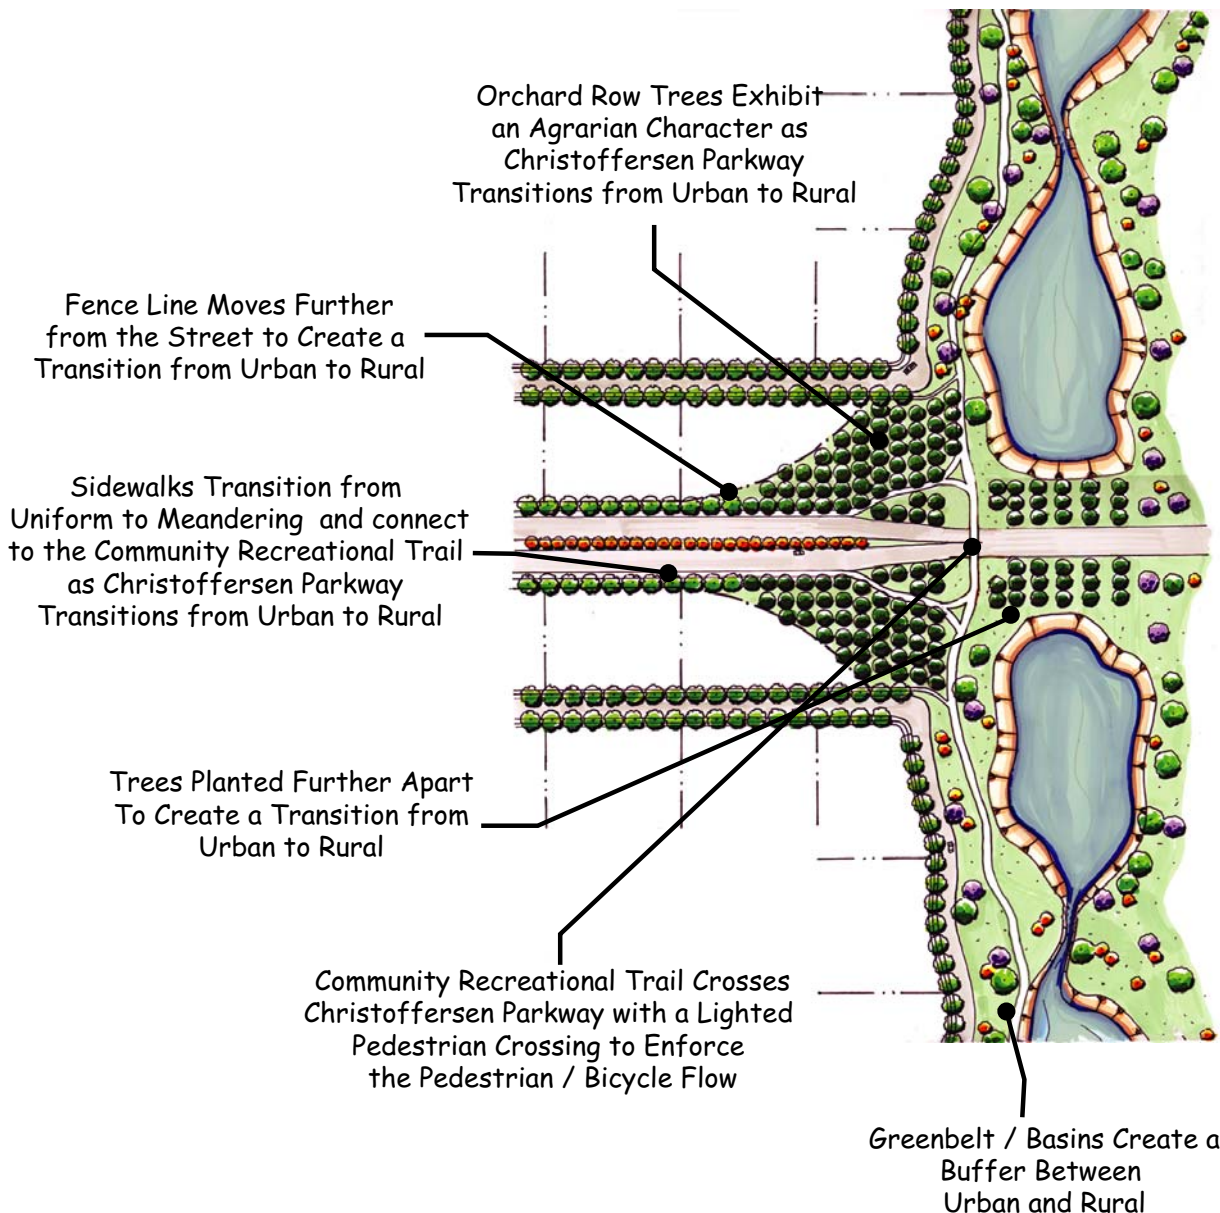 Orchard Row Trees Exhibit
an Agrarian Character as
Christoffersen Parkway
Transitions from Urban to Rural
Fence Line Moves Further
from the Street to Create a
Transition from Urban to Rural
Sidewalks Transition from
Uniform to Meandering and connect
to the Community Recreational Trail
as Christoffersen Parkway
Transitions from Urban to Rural
Trees Planted Further Apart
To Create a Transition from
Urban to Rural
Community Recreational Trail Crosses
Christoffersen Parkway with a Lighted
Pedestrian Crossing to Enforce
the Pedestrian / Bicycle Flow
Greenbelt / Basins Create a
Buffer Between
Urban and Rural